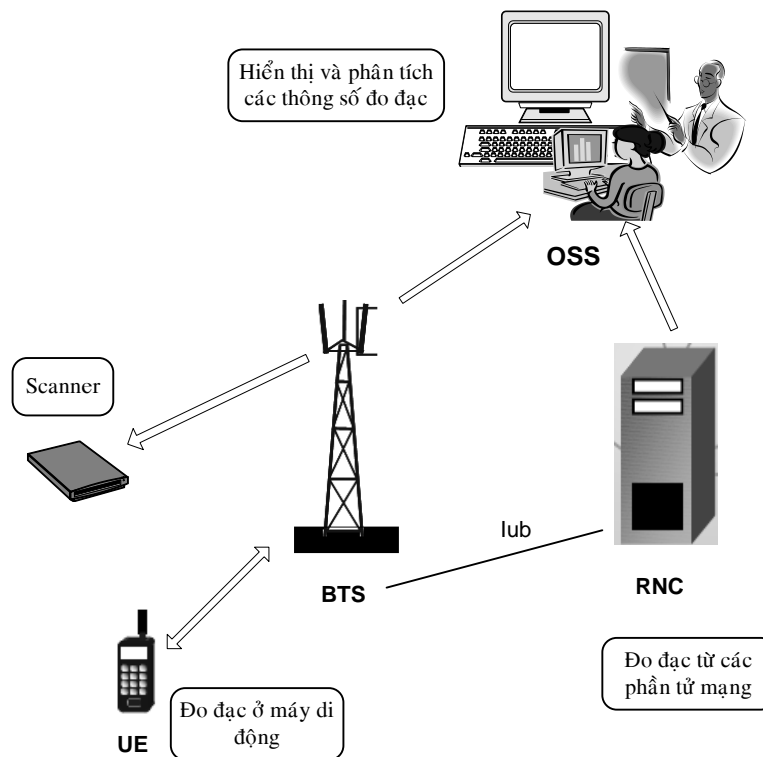 Hiển thị và phân tích
các thông số đo đạc
OSS
Scanner
Iub
BTS
RNC
Đo đạc từ các
phần tử mạng
Đo đạc ở máy di
động
UE